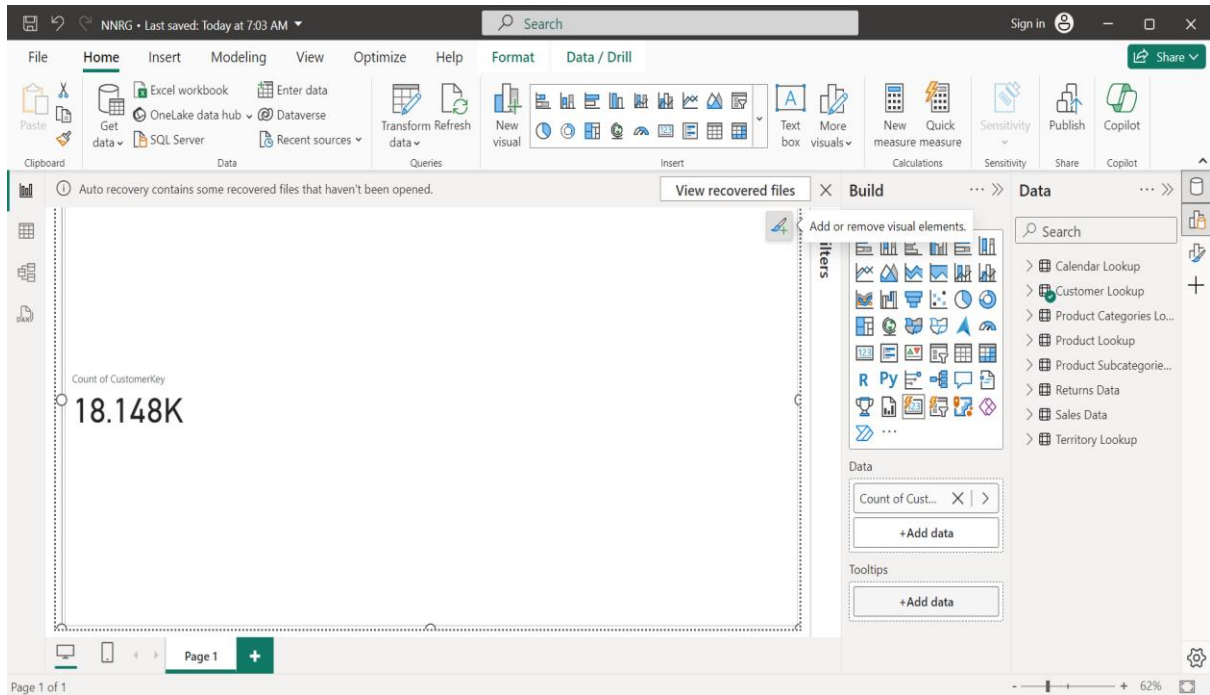 NNRG • Last saved: Today at 7:03 AM
Search
Sign in
File Home Insert Modeling View Optimize Help Format Data / Drill
Share
Paste
Get data
Excel workbook
OneLake data hub
SQL Server
Enter data
Dataverse
Recent sources
Transform data
Refresh
New visual
Text box
More visuals
New measure
Quick measure
Sensitivity
Publish
Copilot
Clipboard Data Queries Insert Calculations Sensitivity Share Copilot
Auto recovery contains some recovered files that haven't been opened.
View recovered files
Build
Data
Add or remove visual elements.
Search
Calendar Lookup
Customer Lookup
Product Categories Lo...
Product Lookup
Product Subcategorie...
Returns Data
Sales Data
Territory Lookup
Count of CustomerKey
18.148K
123
R Py
123
Data
Count of Cust...
+Add data
Tooltips
+Add data
Page 1
Page 1 of 1
62%